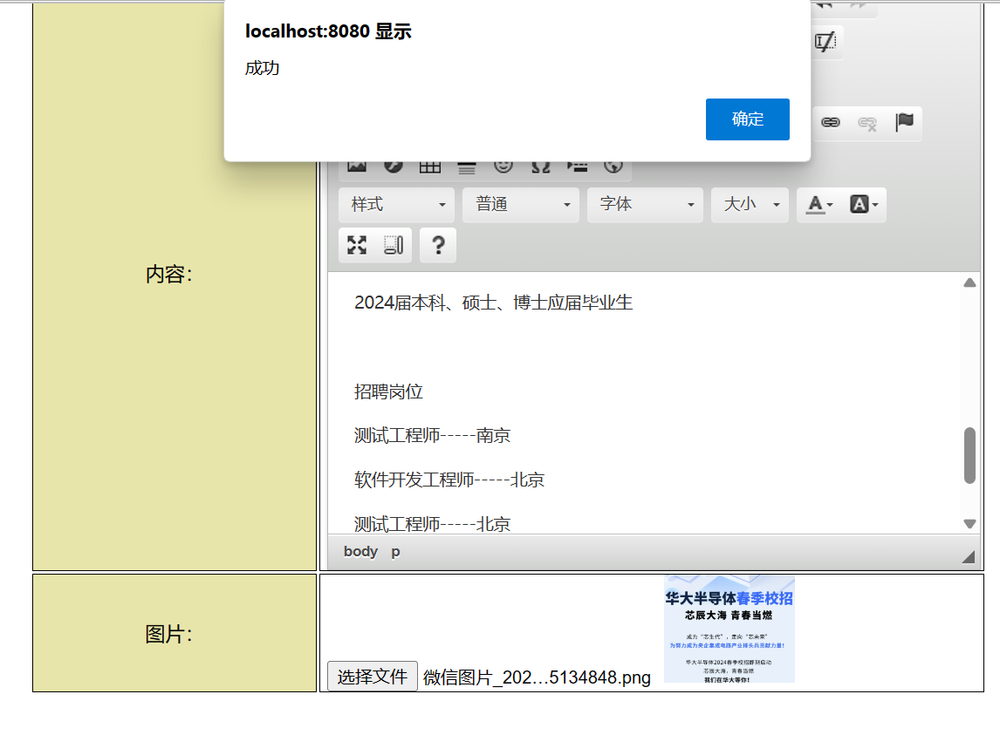 localhost:8080 显示
成功
确定
样式 普通 字体 大小 A A
?
内容：
2024届本科、硕士、博士应届毕业生
招聘岗位
测试工程师-----南京
软件开发工程师-----北京
测试工程师-----北京
body p
图片：
选择文件 微信图片_202…5134848.png
华大半导体春季校招
芯辰大海 青春当燃
成为“芯生代”，走向“芯未来”
为努力成为央企集成电路产业排头兵贡献力量！
华大半导体2024春季校招即刻启动
芯辰大海，青春当燃
我们在华大等你！